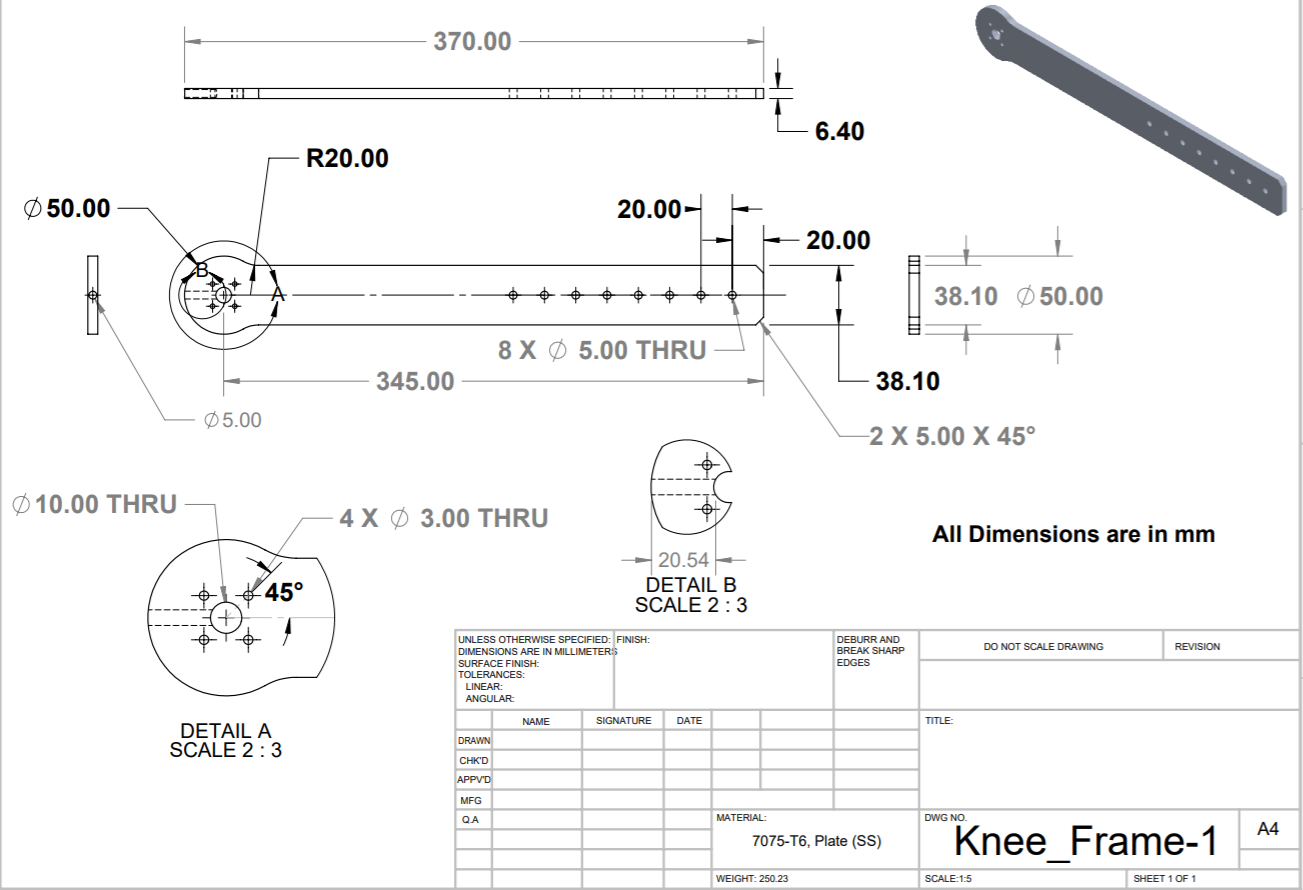 370.00
6.40
R20.00
∅ 50.00
20.00
20.00
B
A
38.10 ∅ 50.00
8 X ∅ 5.00 THRU
345.00
38.10
∅ 5.00
2 X 5.00 X 45°
∅ 10.00 THRU
4 X ∅ 3.00 THRU
45°
20.54
DETAIL B
SCALE 2 : 3
All Dimensions are in mm
DETAIL A
SCALE 2 : 3
UNLESS OTHERWISE SPECIFIED:
DIMENSIONS ARE IN MILLIMETERS
SURFACE FINISH:
TOLERANCES:
LINEAR:
ANGULAR:
FINISH:
DEBURR AND
BREAK SHARP
EDGES
DO NOT SCALE DRAWING
REVISION
NAME SIGNATURE DATE
TITLE:
DRAWN
CHK'D
APPV'D
MFG
Q.A
MATERIAL:
7075-T6, Plate (SS)
DWG NO.
Knee_Frame-1
A4
WEIGHT: 250.23
SCALE:1:5
SHEET 1 OF 1